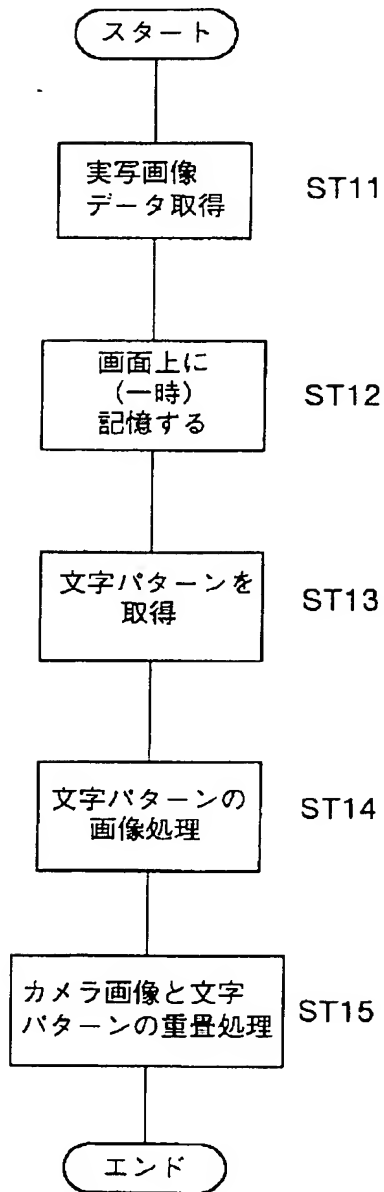 スタート
実写画像
データ取得
ST11
画面上に
(一時)
記憶する
ST12
文字パターンを
取得
ST13
文字パターンの
画像処理
ST14
カメラ画像と文字
パターンの重畳処理
ST15
エンド